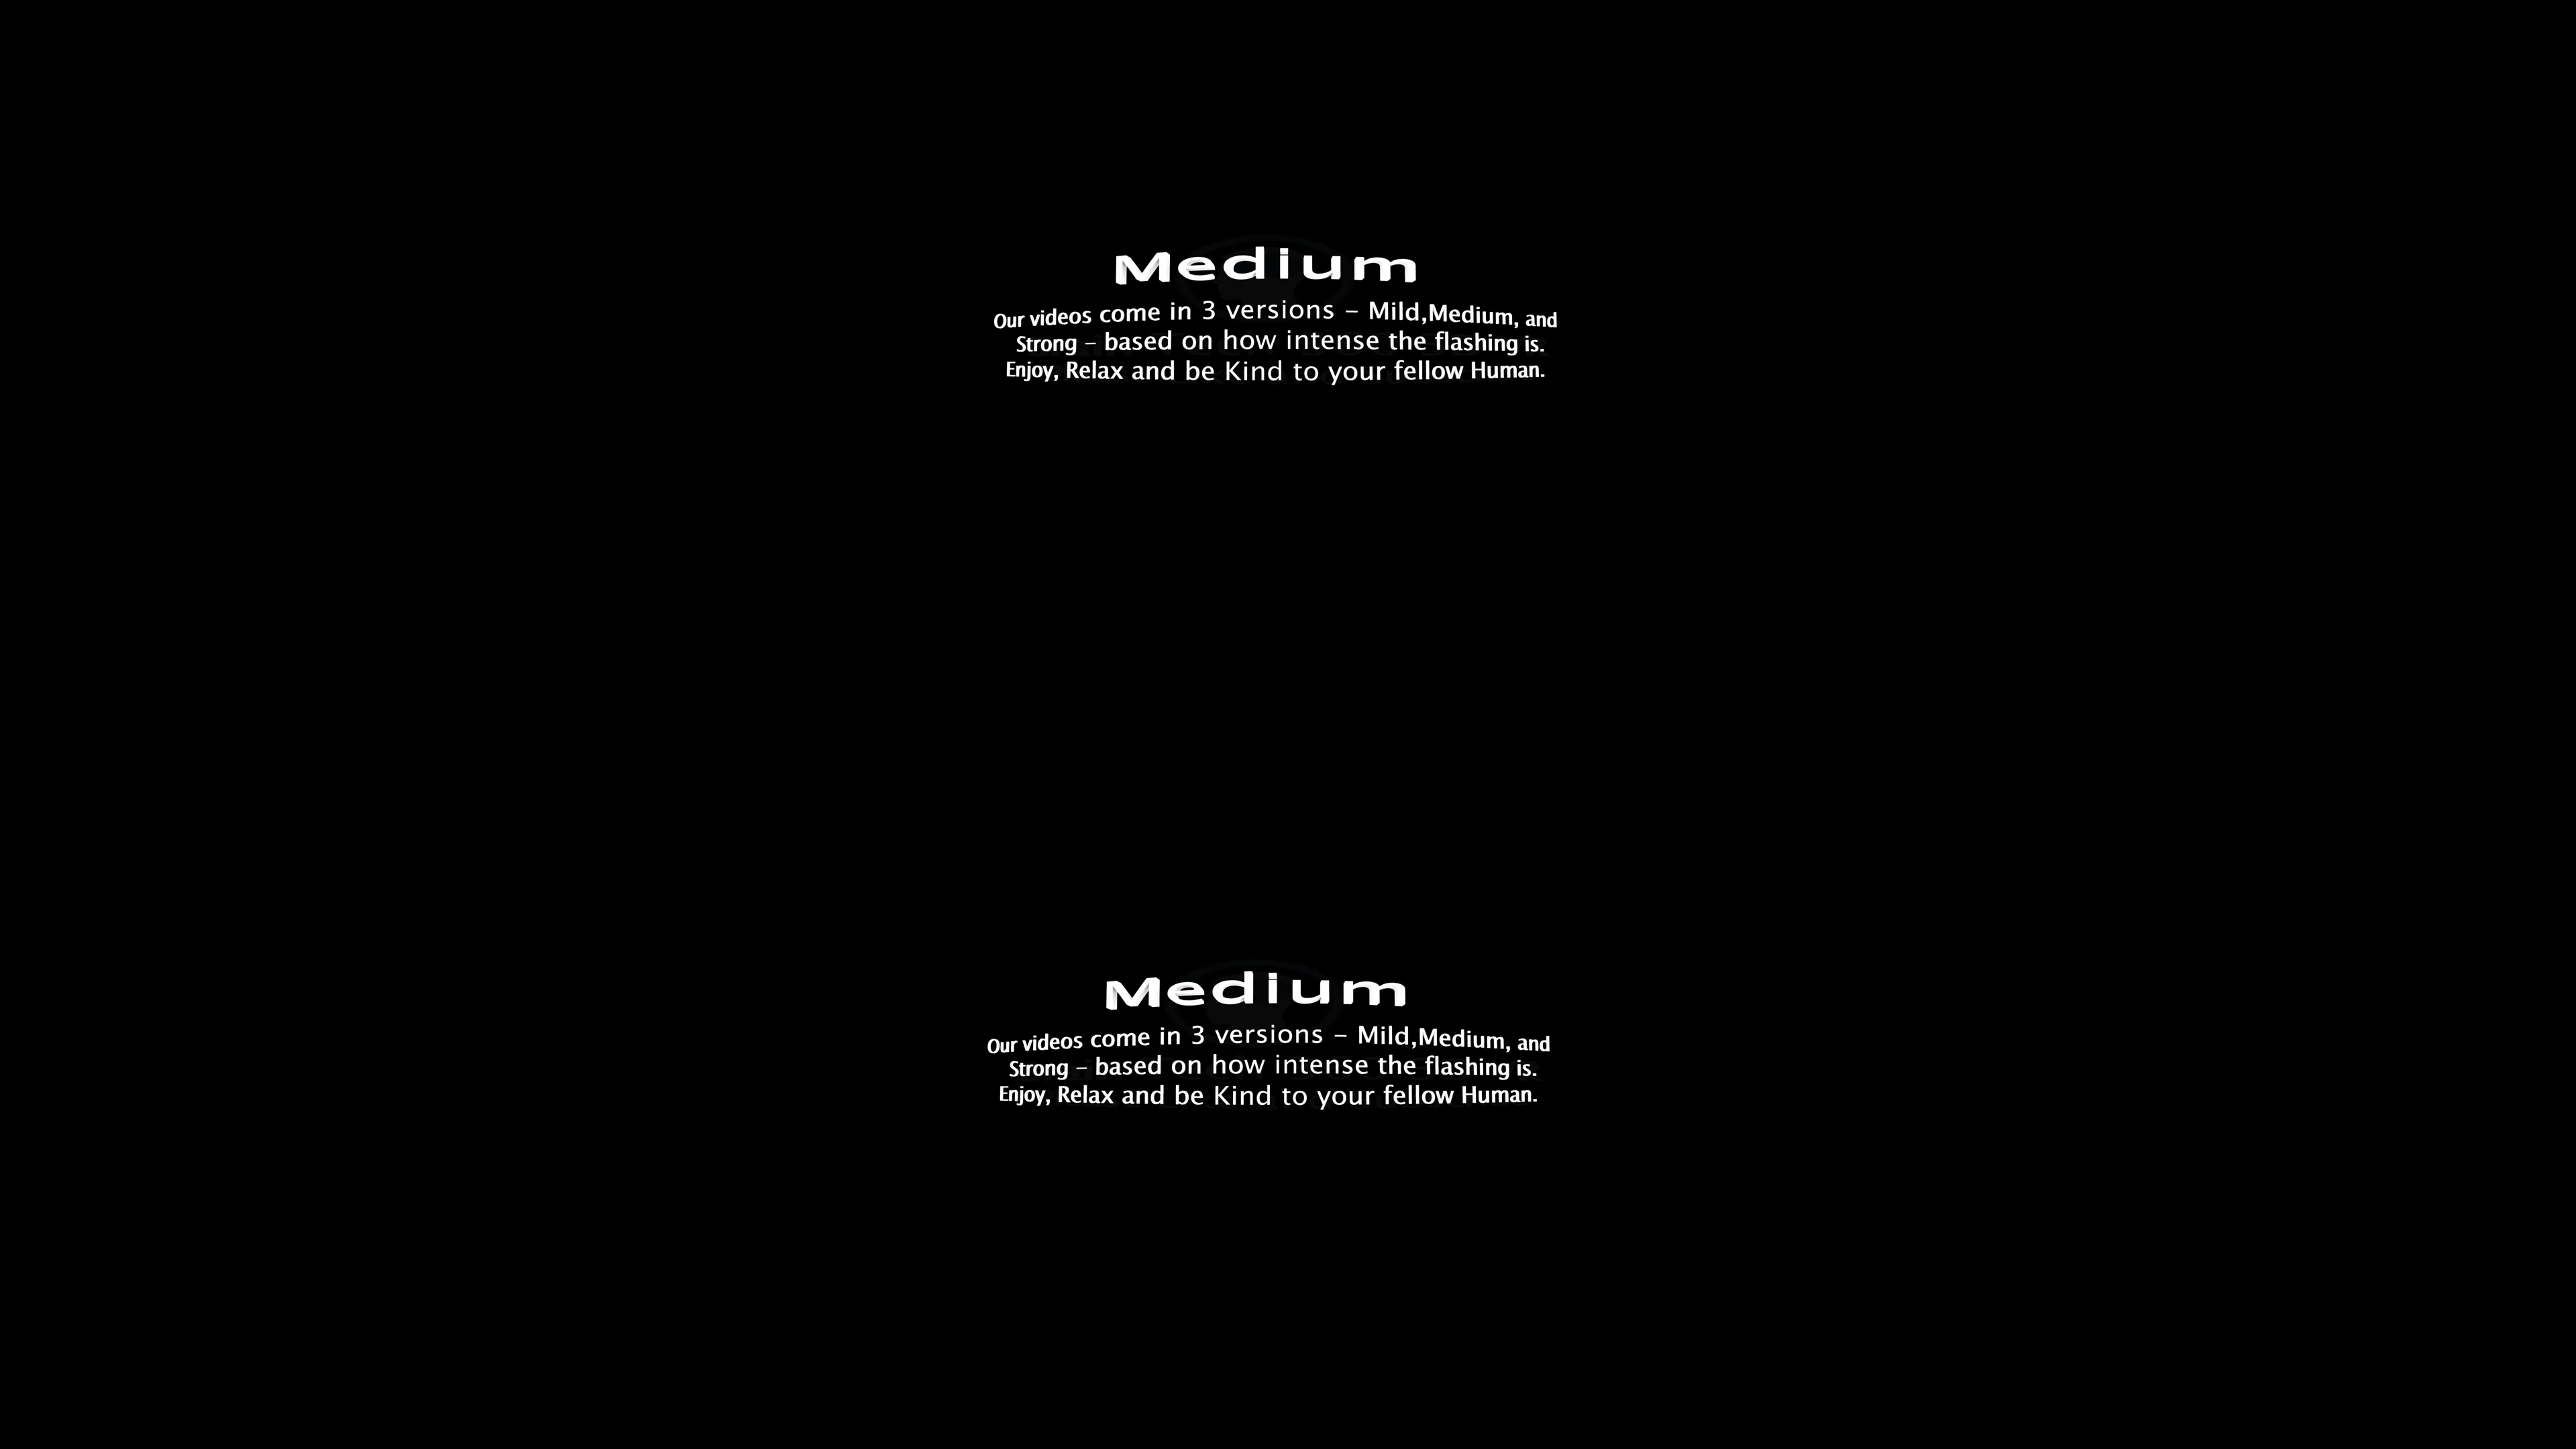 Medium
Our videos come in 3 versions – Mild,Medium, and
Strong – based on how intense the flashing is.
Enjoy, Relax and be Kind to your fellow Human.
Medium
Our videos come in 3 versions – Mild,Medium, and
Strong – based on how intense the flashing is.
Enjoy, Relax and be Kind to your fellow Human.